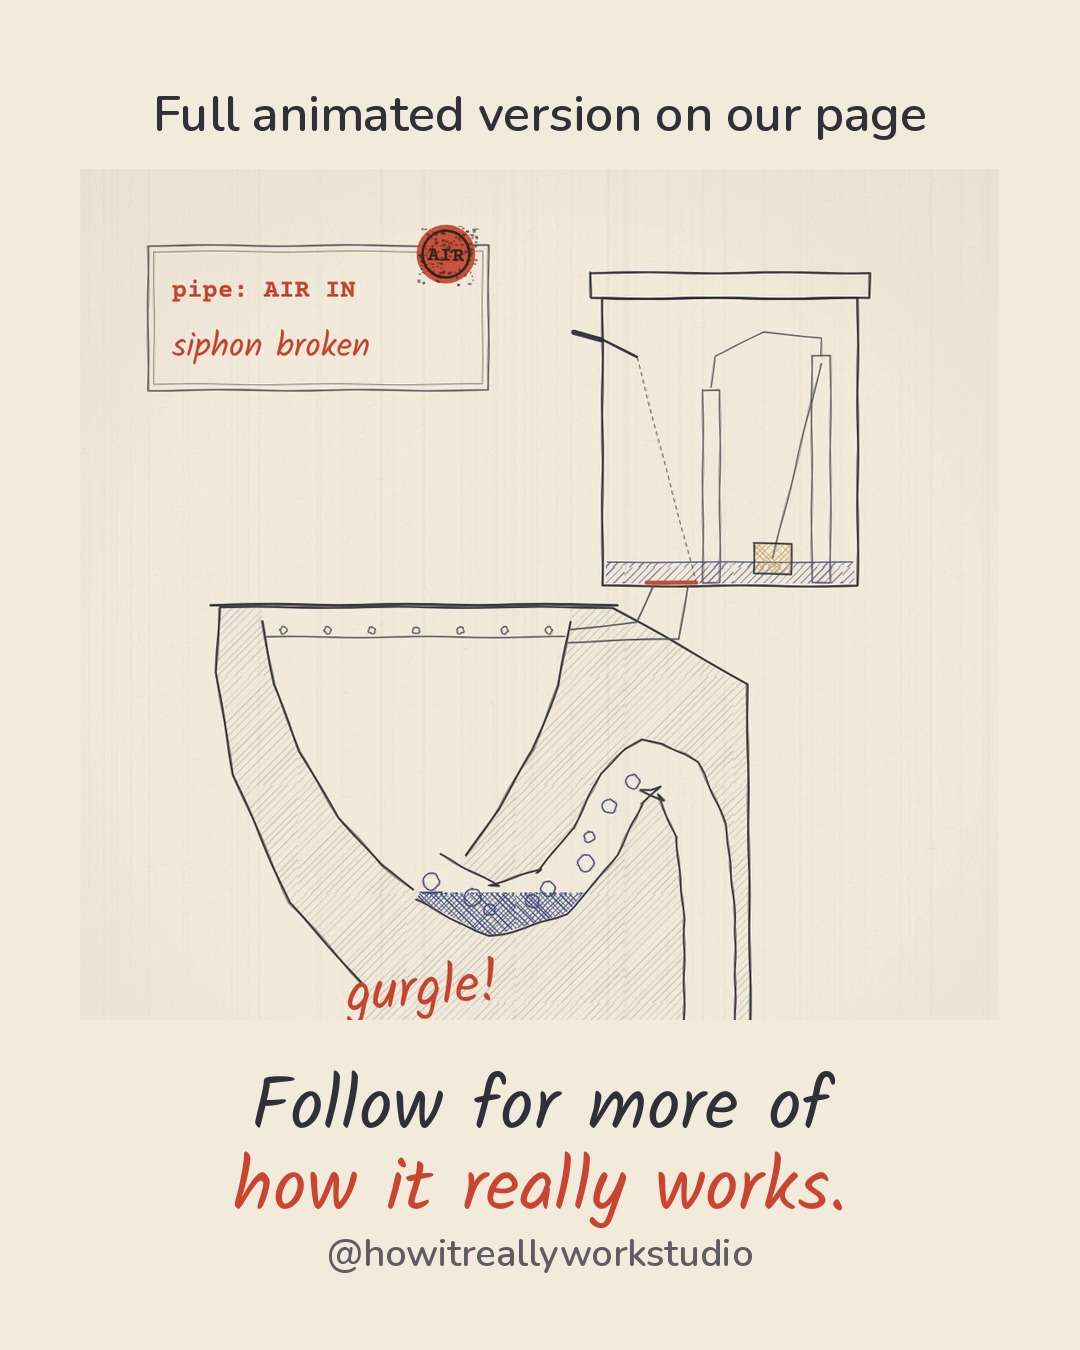 Full animated version on our page
AIR
pipe: AIR IN
siphon broken
gurgle!
Follow for more of
how it really works.
@howitreallyworkstudio